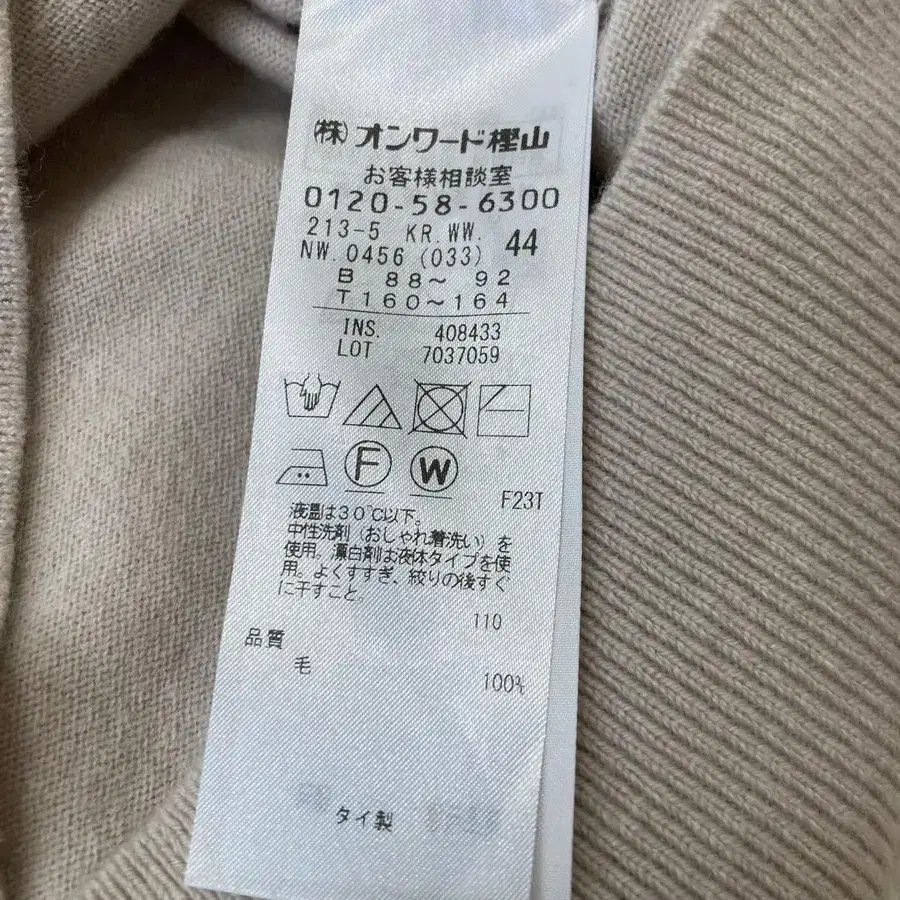 ㈱オンワード樫山
お客様相談室
0120-58-6300
213-5 KR.WW. 44
NW.0456 (033)
B 88～ 92
T 160～164
INS. 408433
LOT 7037059
F W
F23T
液温は30℃以下。
中性洗剤（おしゃれ着洗い）を
使用。漂白剤は液体タイプを使
用。よくすすぎ、絞りの後すぐ
に干すこと。
110
品質
毛 100%
タイ製